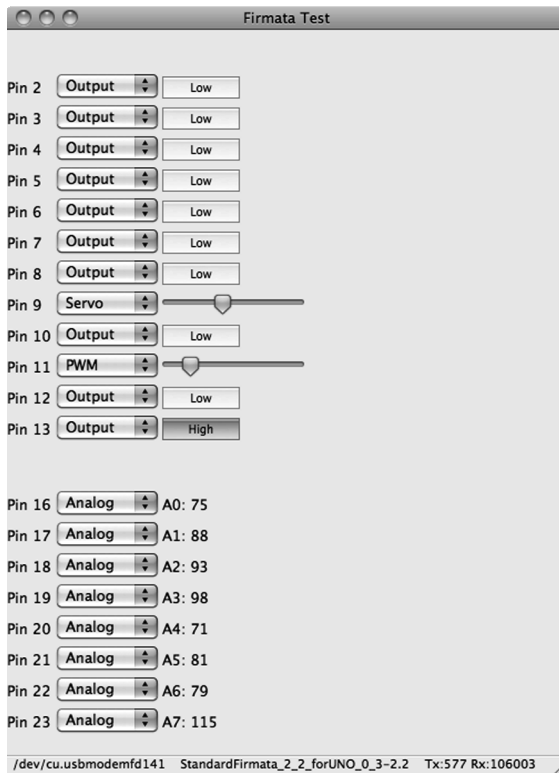 Firmata Test
Pin 2 Output Low
Pin 3 Output Low
Pin 4 Output Low
Pin 5 Output Low
Pin 6 Output Low
Pin 7 Output Low
Pin 8 Output Low
Pin 9 Servo
Pin 10 Output Low
Pin 11 PWM
Pin 12 Output Low
Pin 13 Output High
Pin 16 Analog A0: 75
Pin 17 Analog A1: 88
Pin 18 Analog A2: 93
Pin 19 Analog A3: 98
Pin 20 Analog A4: 71
Pin 21 Analog A5: 81
Pin 22 Analog A6: 79
Pin 23 Analog A7: 115
/dev/cu.usbmodemfd141 StandardFirmata_2_2_forUNO_0_3-2.2 Tx:577 Rx:106003